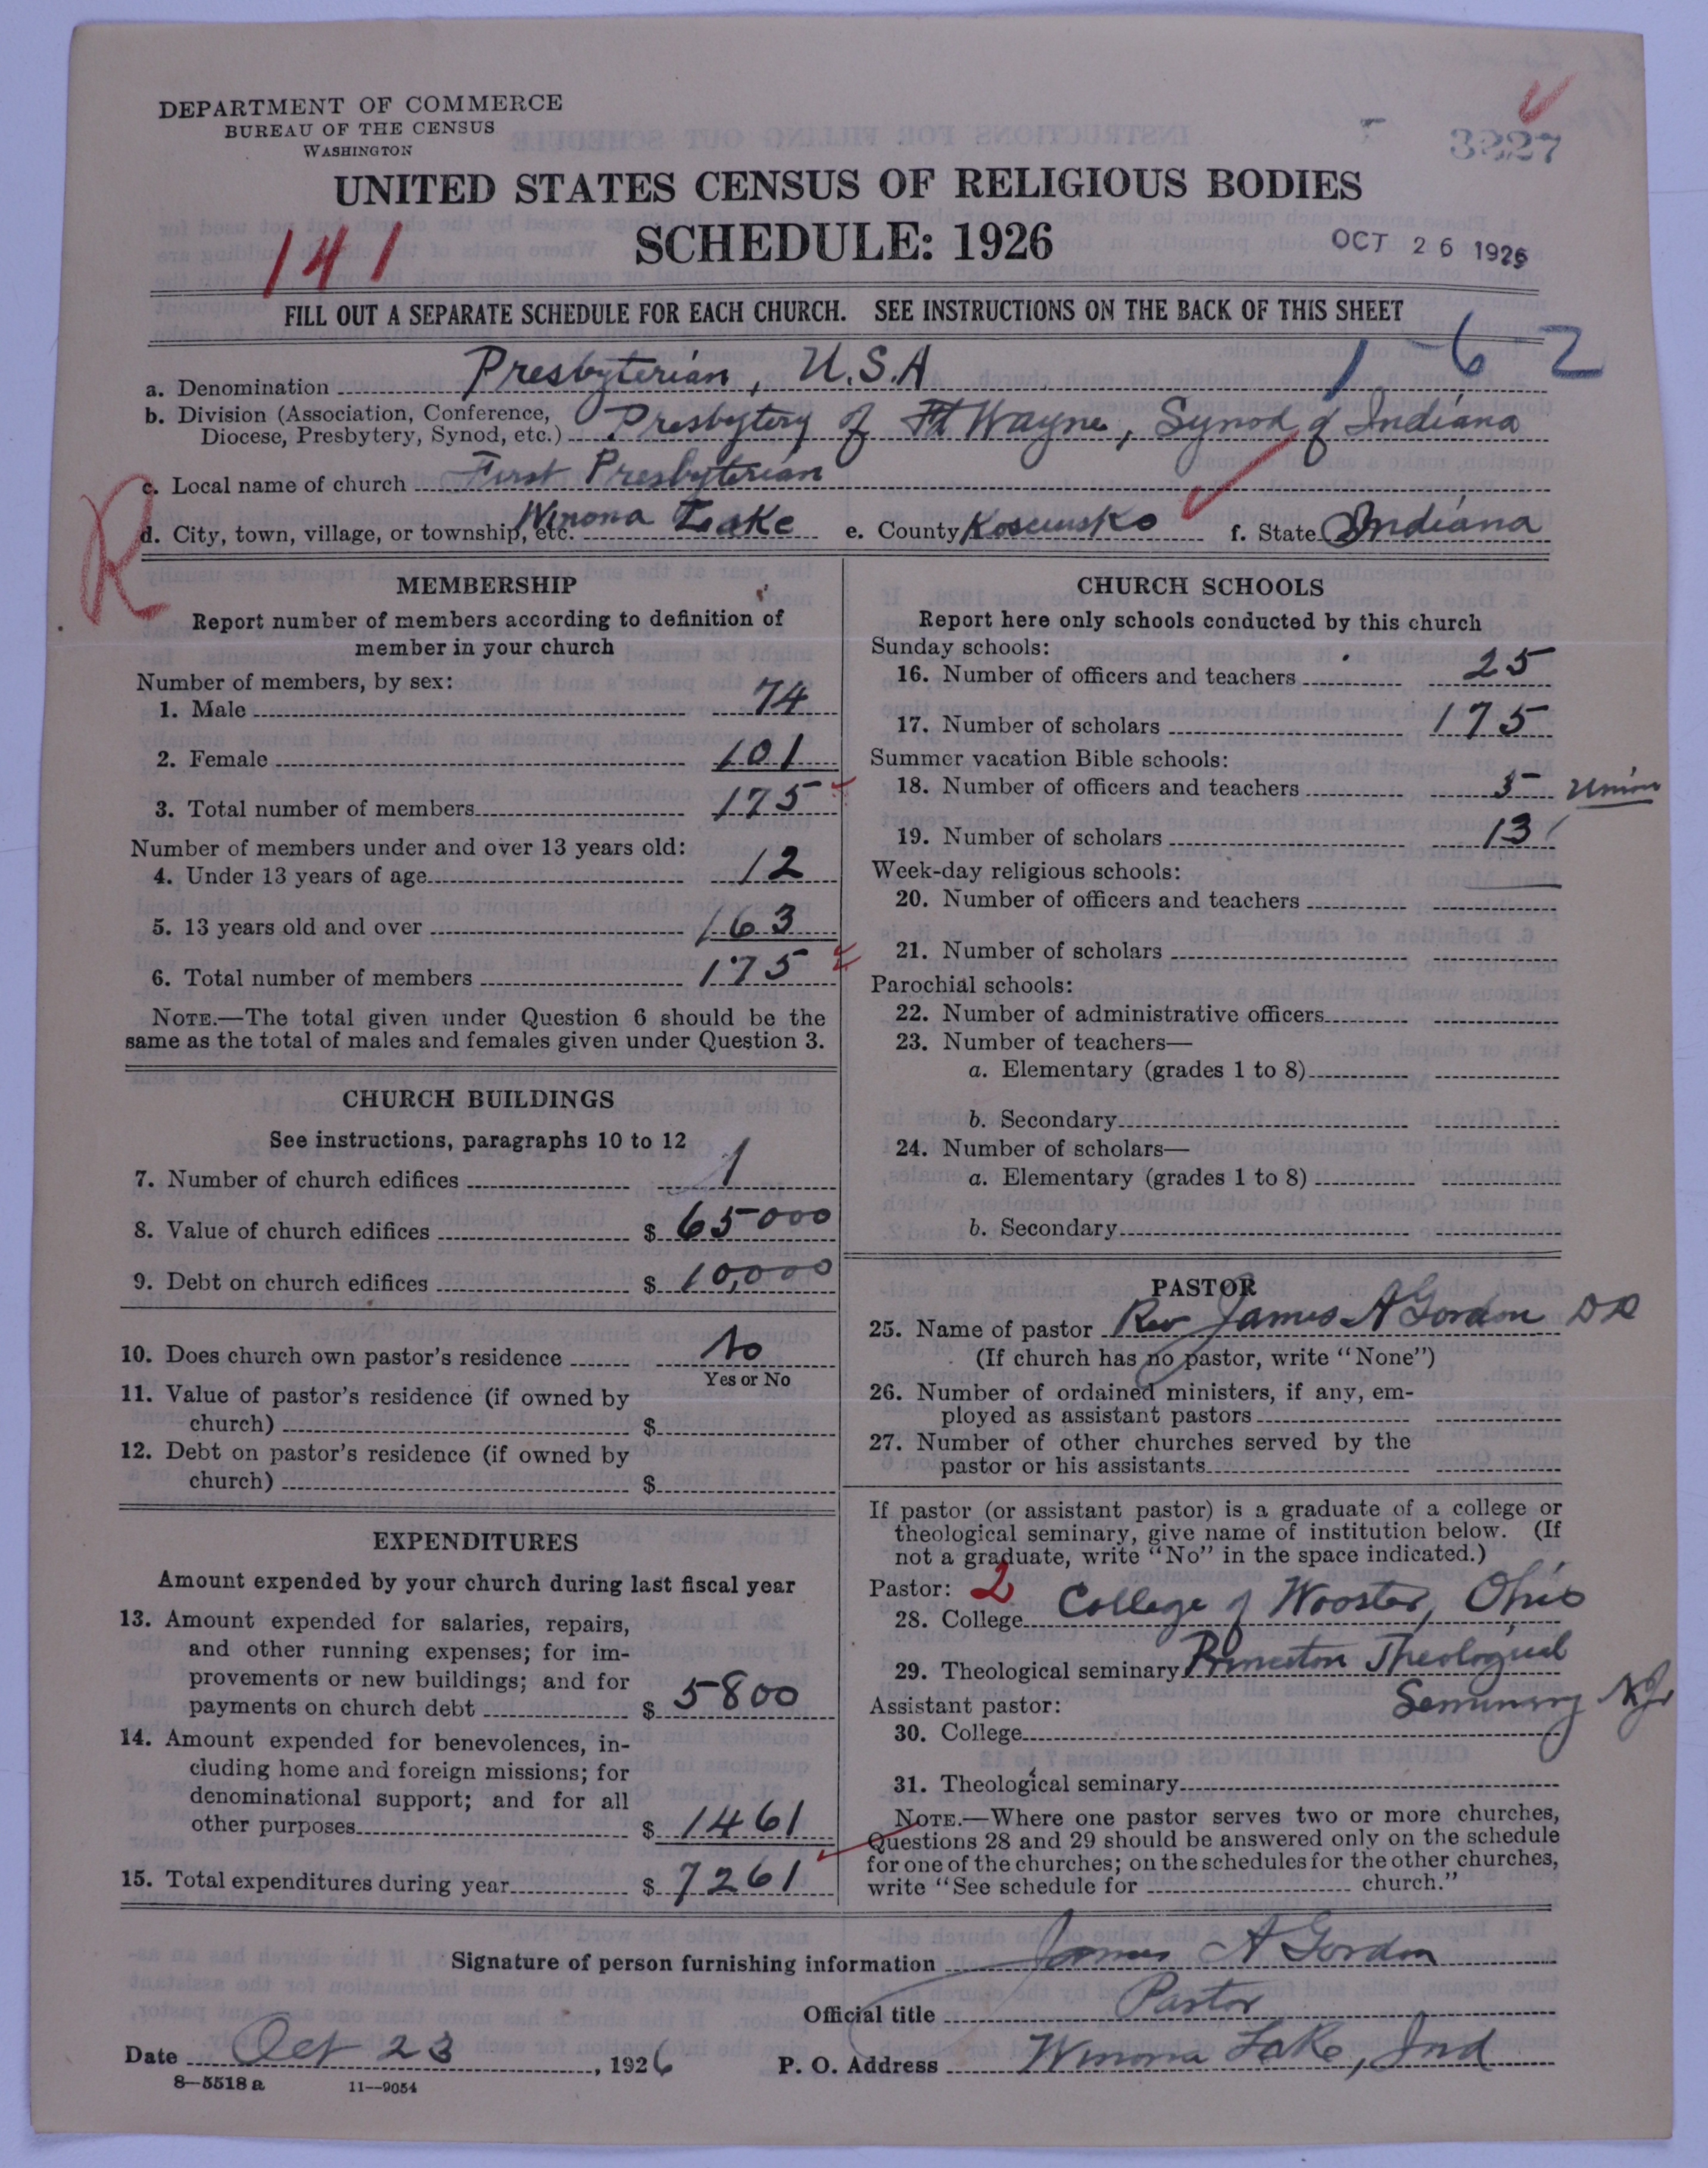 DEPARTMENT OF COMMERCE
BUREAU OF THE CENSUS
WASHINGTON
3227
UNITED STATES CENSUS OF RELIGIOUS BODIES
SCHEDULE: 1926
141
OCT 26 1926
FILL OUT A SEPARATE SCHEDULE FOR EACH CHURCH. SEE INSTRUCTIONS ON THE BACK OF THIS SHEET
1-6-2
a. Denomination Presbyterian, U.S.A
b. Division (Association, Conference,
Diocese, Presbytery, Synod, etc.) Presbytery of Ft Wayne, Synod of Indiana
c. Local name of church First Presbyterian
R
d. City, town, village, or township, etc. Winona Lake e. County Kosciusko f. State Indiana
MEMBERSHIP
Report number of members according to definition of
member in your church
Number of members, by sex:
1. Male 74
2. Female 101
3. Total number of members 175
Number of members under and over 13 years old:
4. Under 13 years of age 12
5. 13 years old and over 163
6. Total number of members 175
NOTE.—The total given under Question 6 should be the
same as the total of males and females given under Question 3.
CHURCH BUILDINGS
See instructions, paragraphs 10 to 12
7. Number of church edifices 1
8. Value of church edifices $ 65000
9. Debt on church edifices $ 10,000
10. Does church own pastor's residence No
Yes or No
11. Value of pastor's residence (if owned by
church) $
12. Debt on pastor's residence (if owned by
church) $
EXPENDITURES
Amount expended by your church during last fiscal year
13. Amount expended for salaries, repairs,
and other running expenses; for im-
provements or new buildings; and for
payments on church debt $ 5800
14. Amount expended for benevolences, in-
cluding home and foreign missions; for
denominational support; and for all
other purposes $ 1461
15. Total expenditures during year $ 7261
CHURCH SCHOOLS
Report here only schools conducted by this church
Sunday schools:
16. Number of officers and teachers 25
17. Number of scholars 175
Summer vacation Bible schools:
18. Number of officers and teachers 5 Union
19. Number of scholars 13
Week-day religious schools:
20. Number of officers and teachers
21. Number of scholars
Parochial schools:
22. Number of administrative officers
23. Number of teachers—
a. Elementary (grades 1 to 8)
b. Secondary
24. Number of scholars—
a. Elementary (grades 1 to 8)
b. Secondary
PASTOR
25. Name of pastor Rev James A Gordon DD
(If church has no pastor, write "None")
26. Number of ordained ministers, if any, em-
ployed as assistant pastors
27. Number of other churches served by the
pastor or his assistants
If pastor (or assistant pastor) is a graduate of a college or
theological seminary, give name of institution below. (If
not a graduate, write "No" in the space indicated.)
Pastor: 2
28. College College of Wooster, Ohio
29. Theological seminary Princeton Theological
Seminary NJ
Assistant pastor:
30. College
31. Theological seminary
NOTE.—Where one pastor serves two or more churches,
Questions 28 and 29 should be answered only on the schedule
for one of the churches; on the schedules for the other churches,
write "See schedule for church."
Signature of person furnishing information James A Gordon
Official title Pastor
Date Oct 23, 1926 P. O. Address Winona Lake, Ind
8—5518 a 11—9054